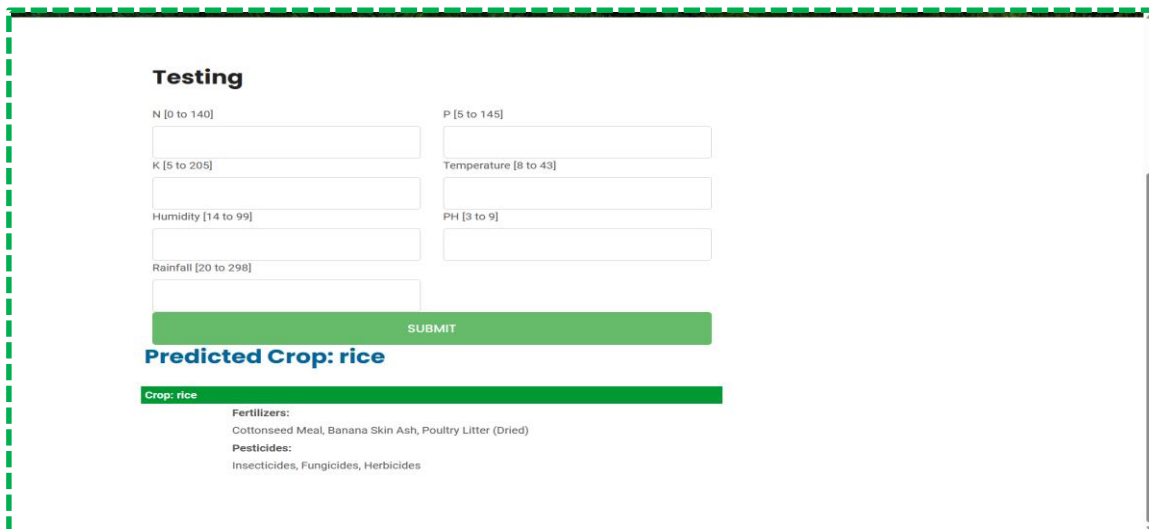 Testing
N [0 to 140]
P [5 to 145]
K [5 to 205]
Temperature [8 to 43]
Humidity [14 to 99]
PH [3 to 9]
Rainfall [20 to 298]
SUBMIT
Predicted Crop: rice
Crop: rice
Fertilizers:
Cottonseed Meal, Banana Skin Ash, Poultry Litter (Dried)
Pesticides:
Insecticides, Fungicides, Herbicides